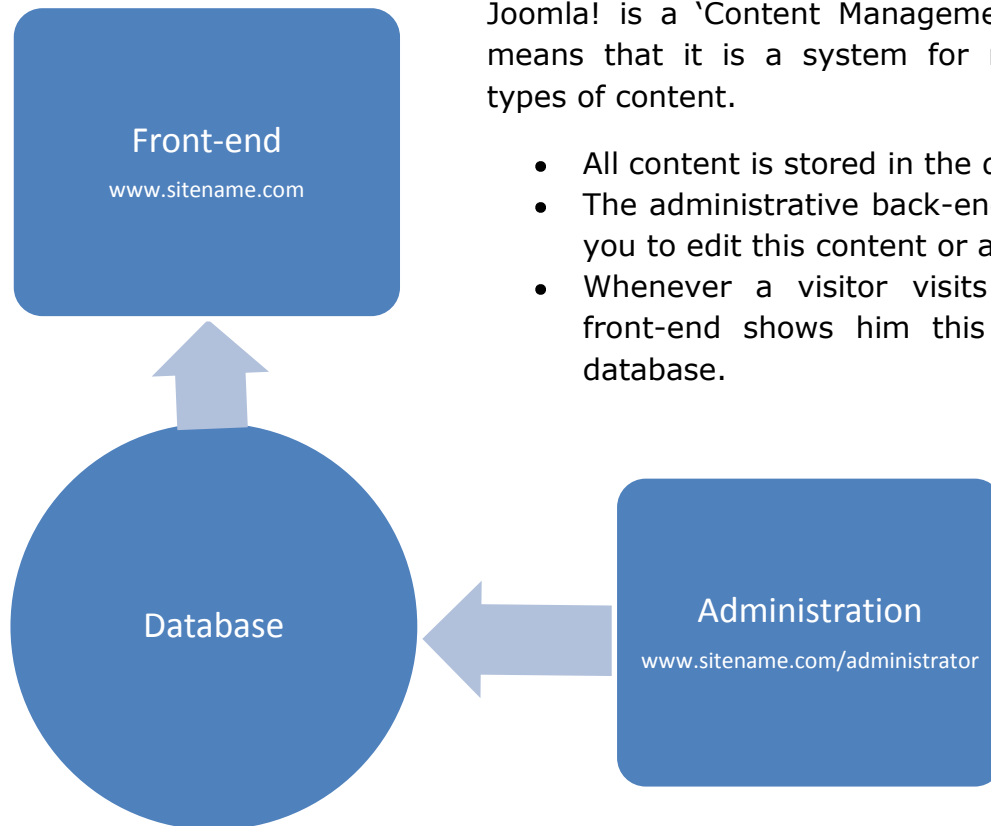 Joomla! is a ‘Content Manageme
means that it is a system for
types of content.
• All content is stored in the
• The administrative back-en
you to edit this content or a
• Whenever a visitor visits
front-end shows him this
database.
Front-end
www.sitename.com
Database
Administration
www.sitename.com/administrator